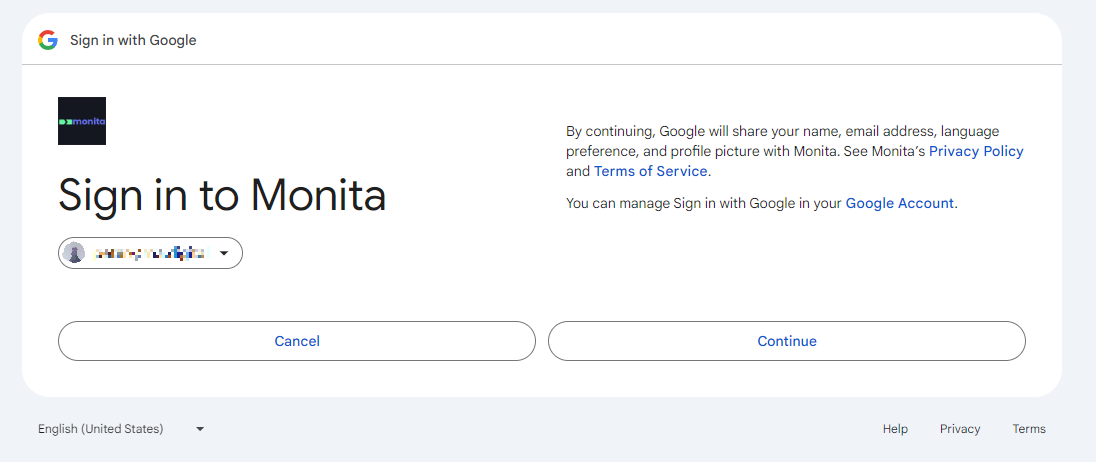 Sign in with Google
monita
Sign in to Monita
By continuing, Google will share your name, email address, language
preference, and profile picture with Monita. See Monita’s Privacy Policy
and Terms of Service.
You can manage Sign in with Google in your Google Account.
Cancel
Continue
English (United States)
Help
Privacy
Terms